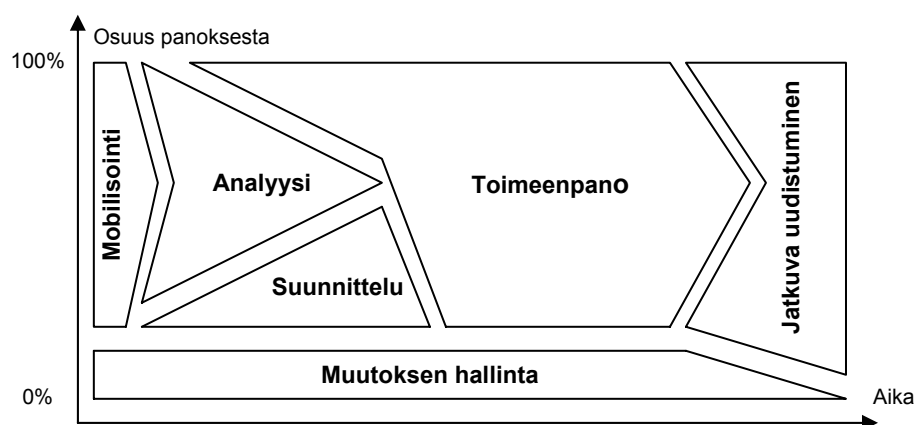 Osuus panoksesta
100%
Mobilisointi
Analyysi
Toimeenpano
Jatkuva uudistuminen
Suunnittelu
Muutoksen hallinta
0%
Aika